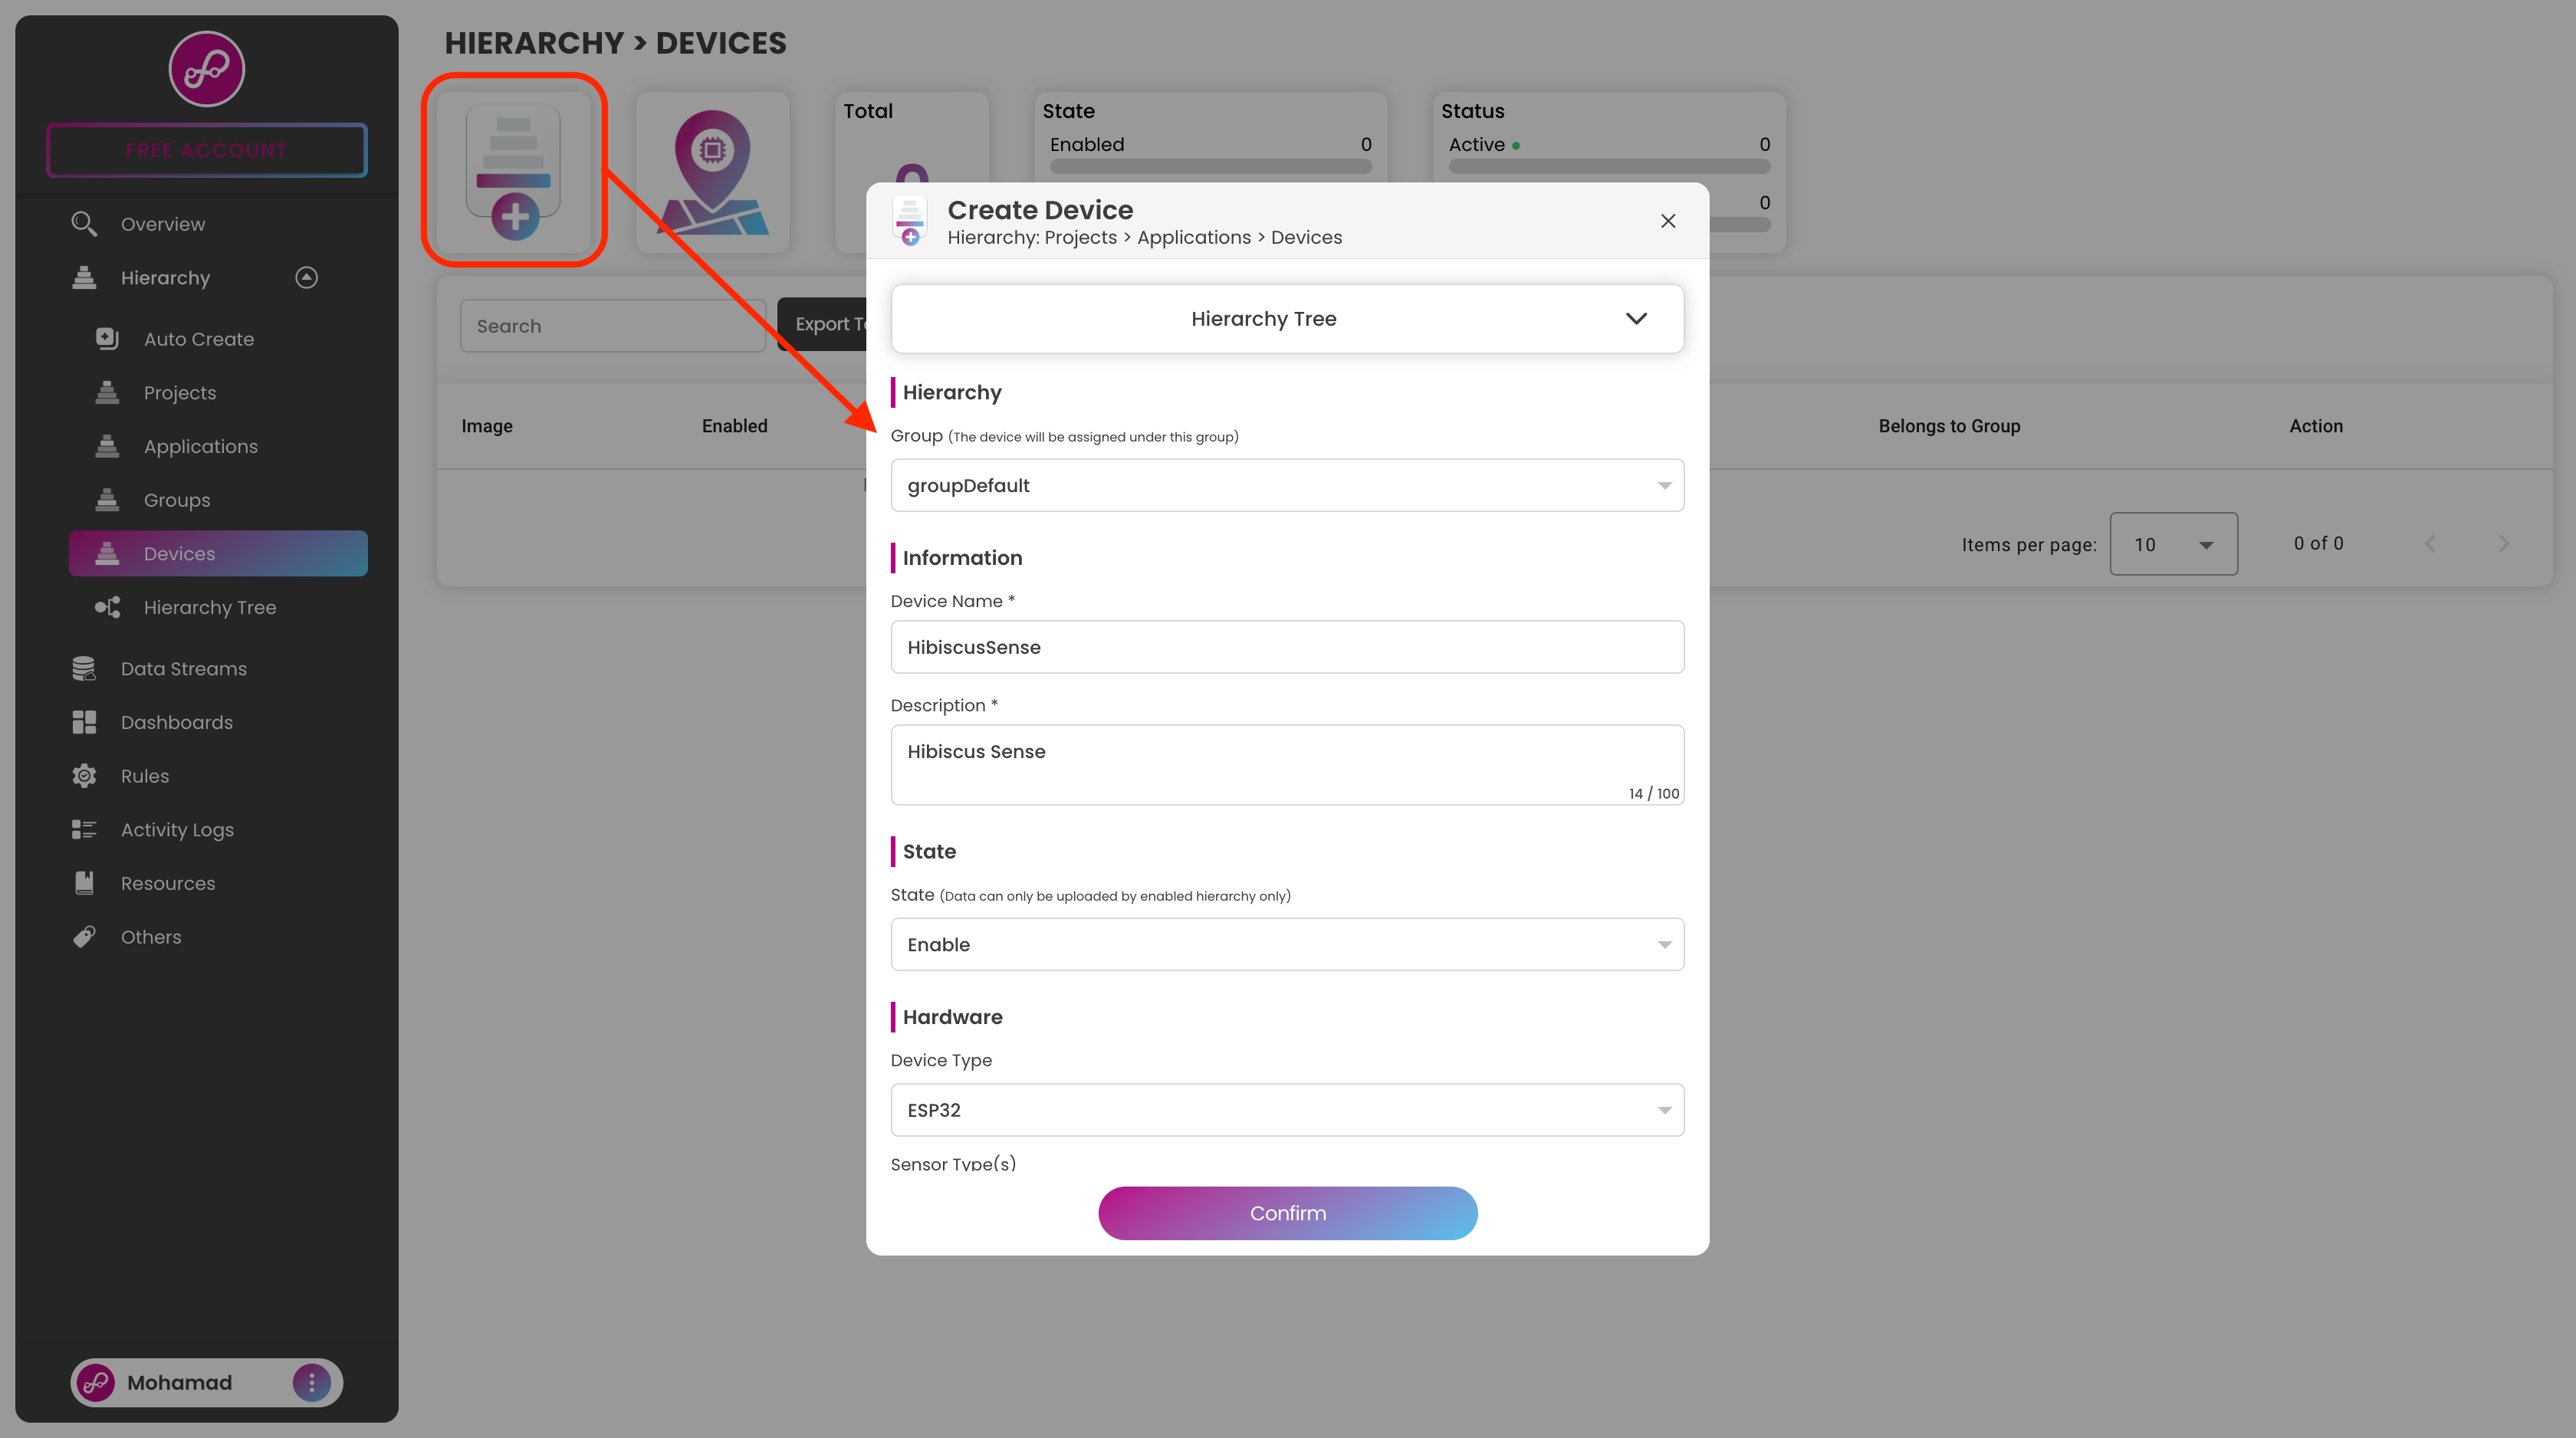 FREE ACCOUNT
Overview
Hierarchy
Auto Create
Projects
Applications
Groups
Devices
Hierarchy Tree
Data Streams
Dashboards
Rules
Activity Logs
Resources
Others
Mohamad
HIERARCHY > DEVICES
Total
0
State
Enabled 0
Status
Active 0
0
Search
Export
Image Enabled Belongs to Group Action
Items per page: 10 0 of 0
Create Device
Hierarchy: Projects > Applications > Devices
Hierarchy Tree
Hierarchy
Group (The device will be assigned under this group)
groupDefault
Information
Device Name *
HibiscusSense
Description *
Hibiscus Sense
14 / 100
State
State (Data can only be uploaded by enabled hierarchy only)
Enable
Hardware
Device Type
ESP32
Sensor Type(s)
Confirm